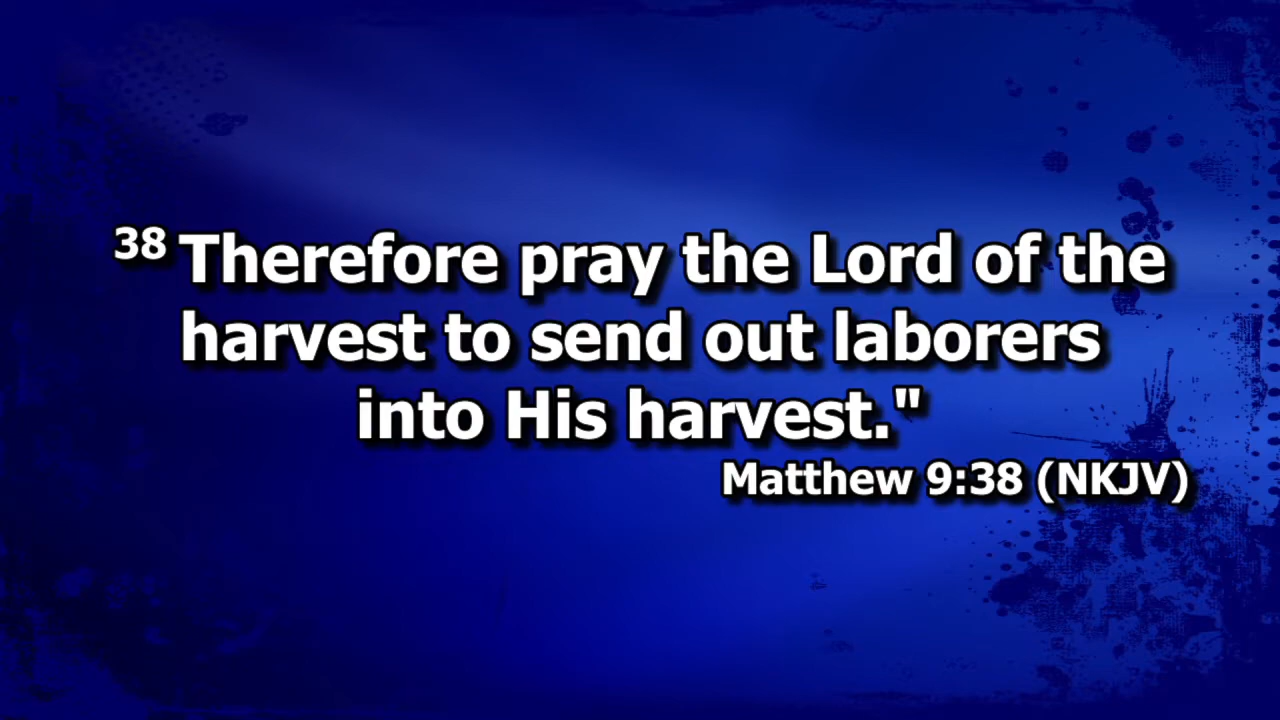 38 Therefore pray the Lord of the
harvest to send out laborers
into His harvest."
Matthew 9:38 (NKJV)